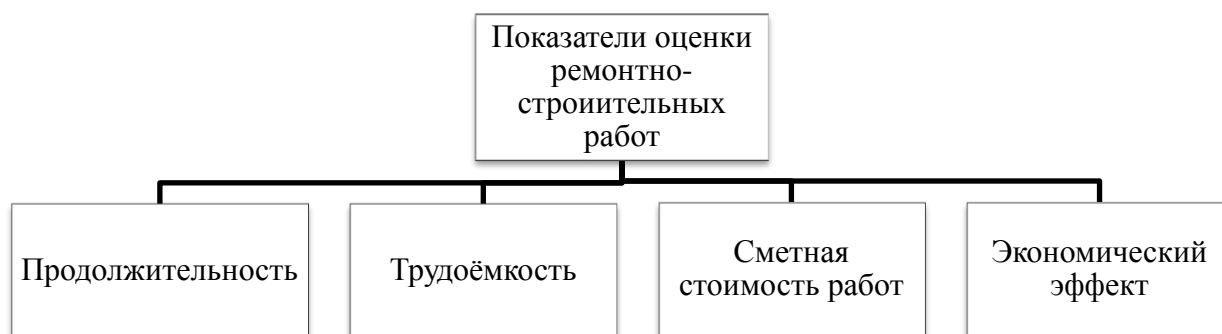 Показатели оценки
ремонтно-
строиительных
работ
Продолжительность
Трудоёмкость
Сметная
стоимость работ
Экономический
эффект